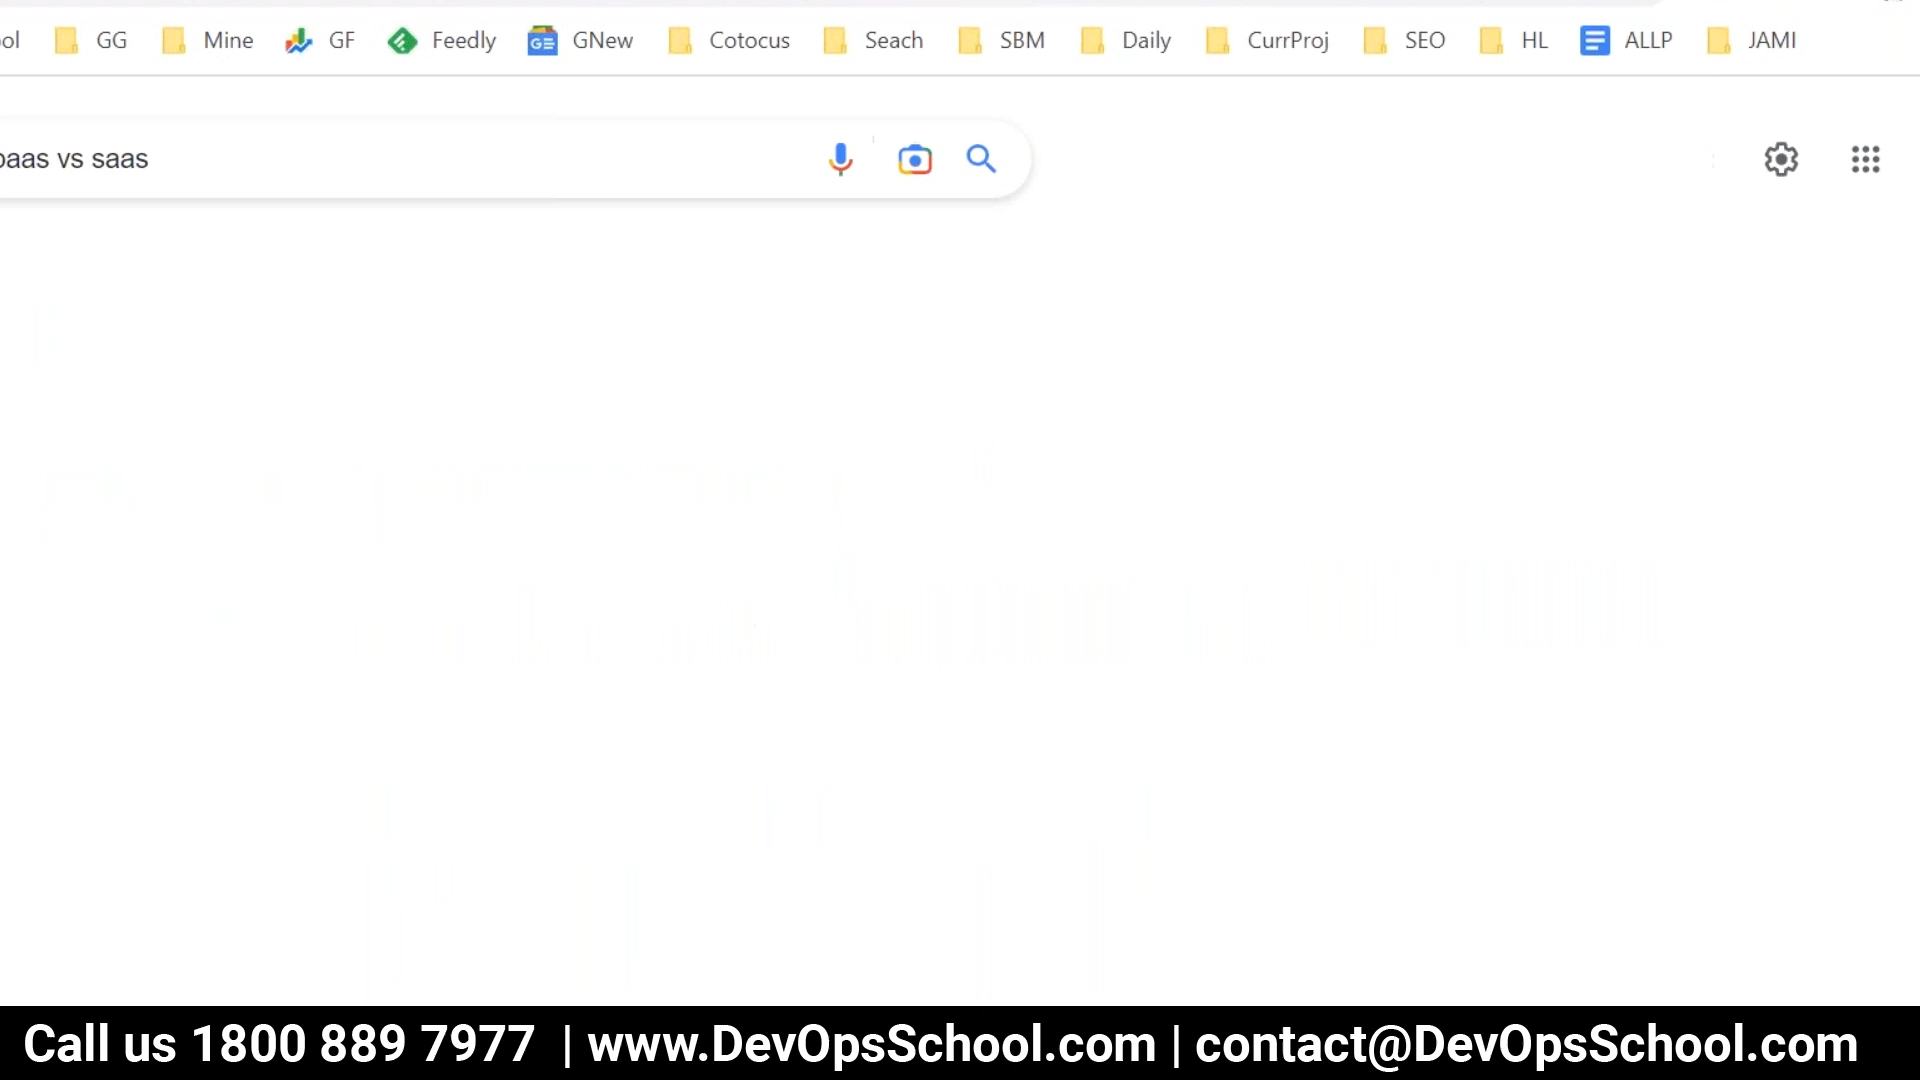 ol GG Mine GF Feedly GNew Cotocus Seach SBM Daily CurrProj SEO HL ALLP JAMI
paas vs saas
Call us 1800 889 7977 | www.DevOpsSchool.com | contact@DevOpsSchool.com